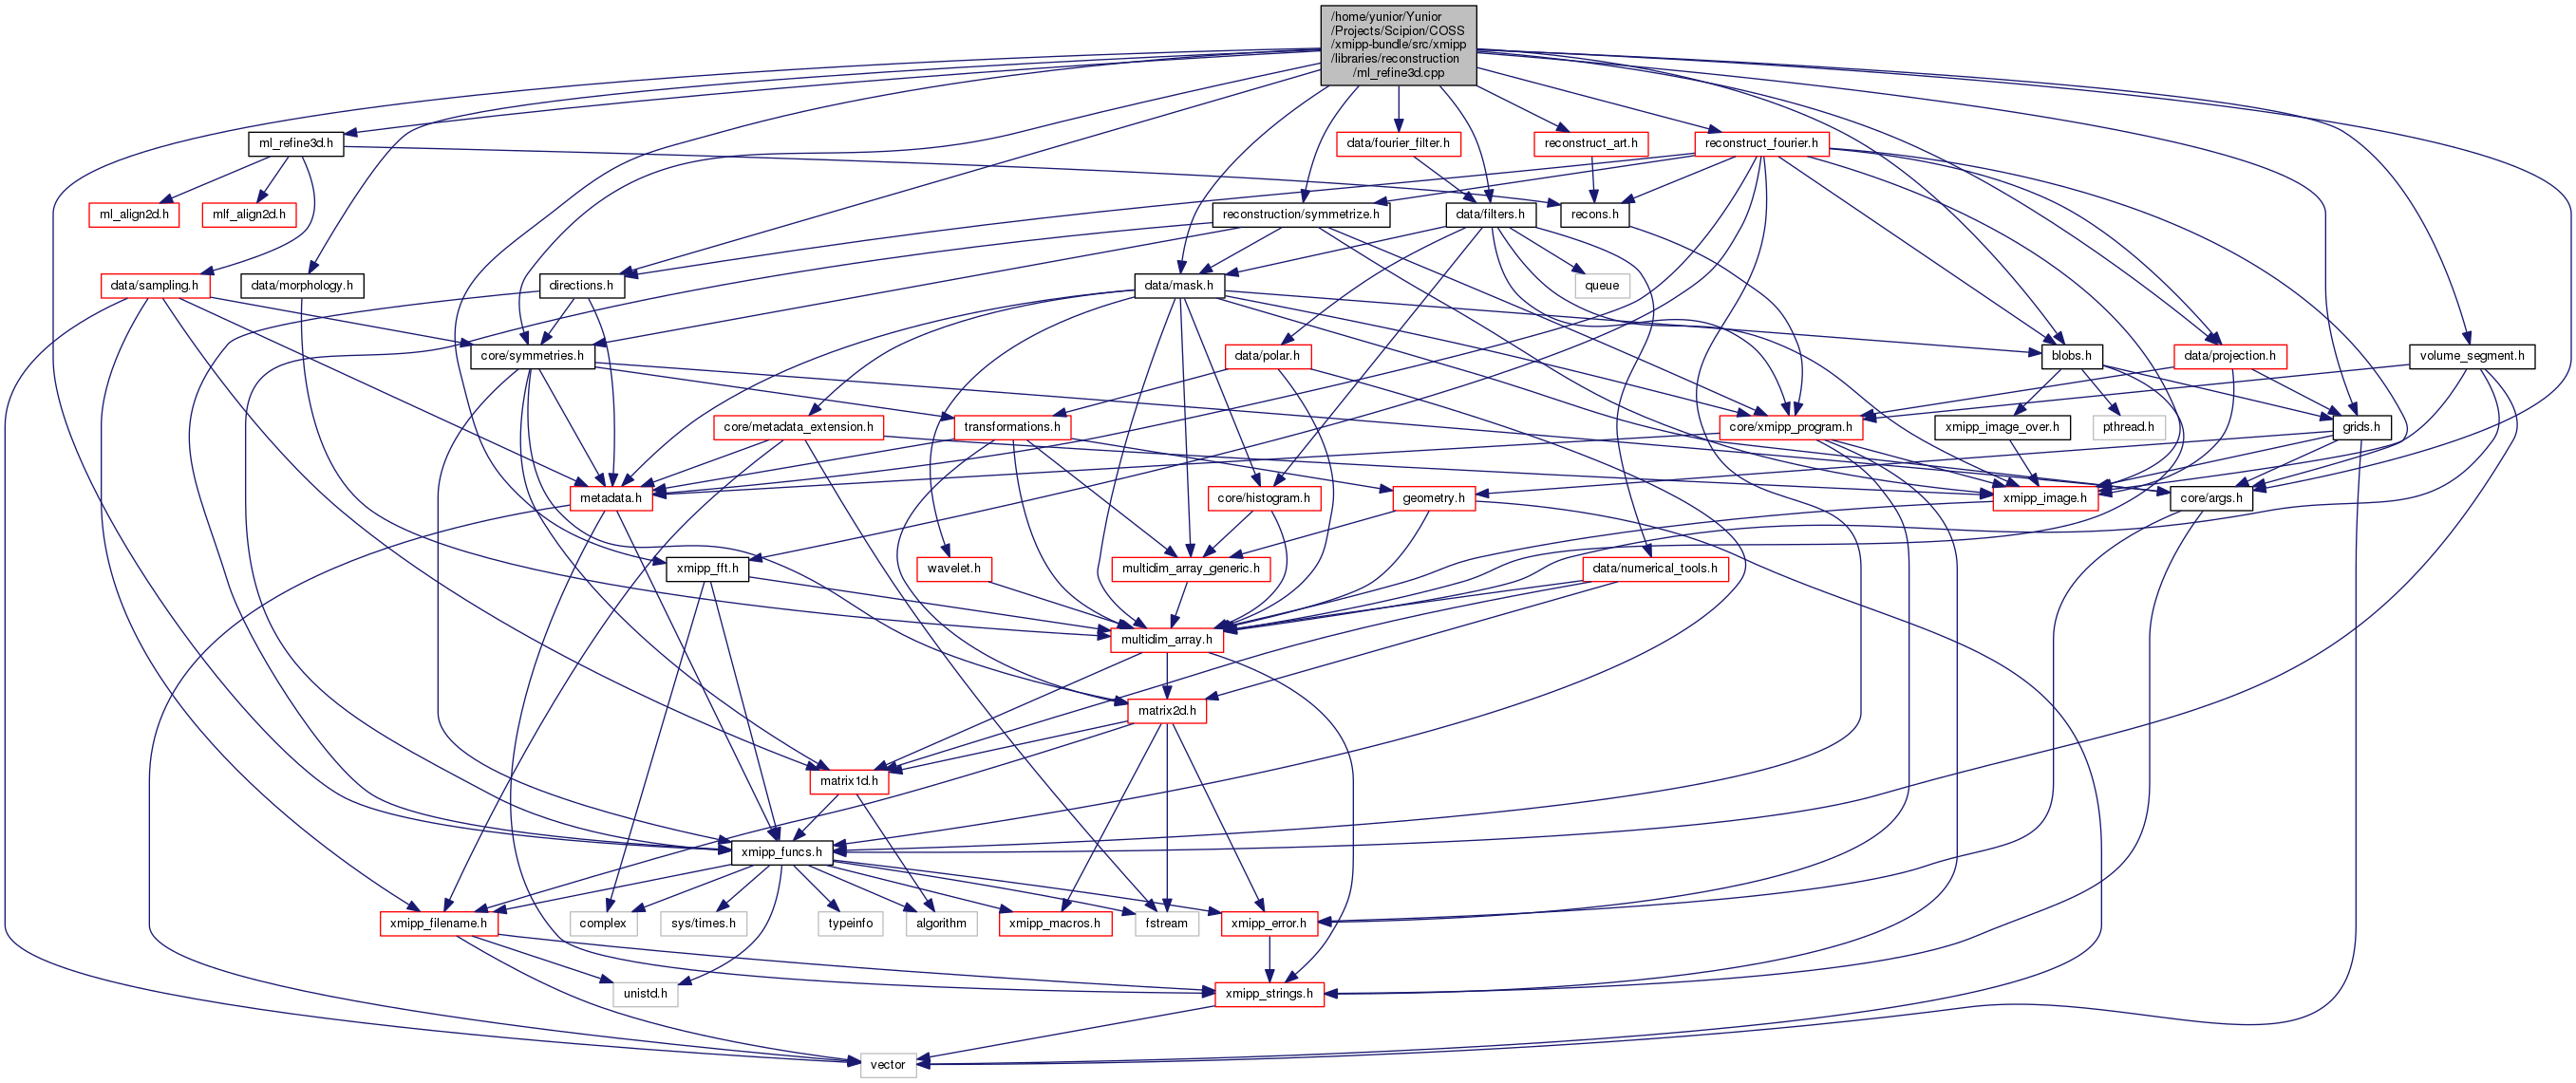 /home/yunior/Yunior
/Projects/Scipion/COSS
/xmipp-bundle/src/xmipp
/libraries/reconstruction
/ml_refine3d.cpp
ml_refine3d.h
data/fourier_filter.h
reconstruct_art.h
reconstruct_fourier.h
ml_align2d.h
mlf_align2d.h
reconstruction/symmetrize.h
data/filters.h
recons.h
data/sampling.h
data/morphology.h
directions.h
data/mask.h
queue
core/symmetries.h
data/polar.h
blobs.h
data/projection.h
volume_segment.h
core/metadata_extension.h
transformations.h
core/xmipp_program.h
xmipp_image_over.h
pthread.h
grids.h
metadata.h
core/histogram.h
geometry.h
xmipp_image.h
core/args.h
xmipp_fft.h
wavelet.h
multidim_array_generic.h
data/numerical_tools.h
multidim_array.h
matrix2d.h
matrix1d.h
xmipp_funcs.h
xmipp_filename.h
complex
sys/times.h
typeinfo
algorithm
xmipp_macros.h
fstream
xmipp_error.h
unistd.h
xmipp_strings.h
vector